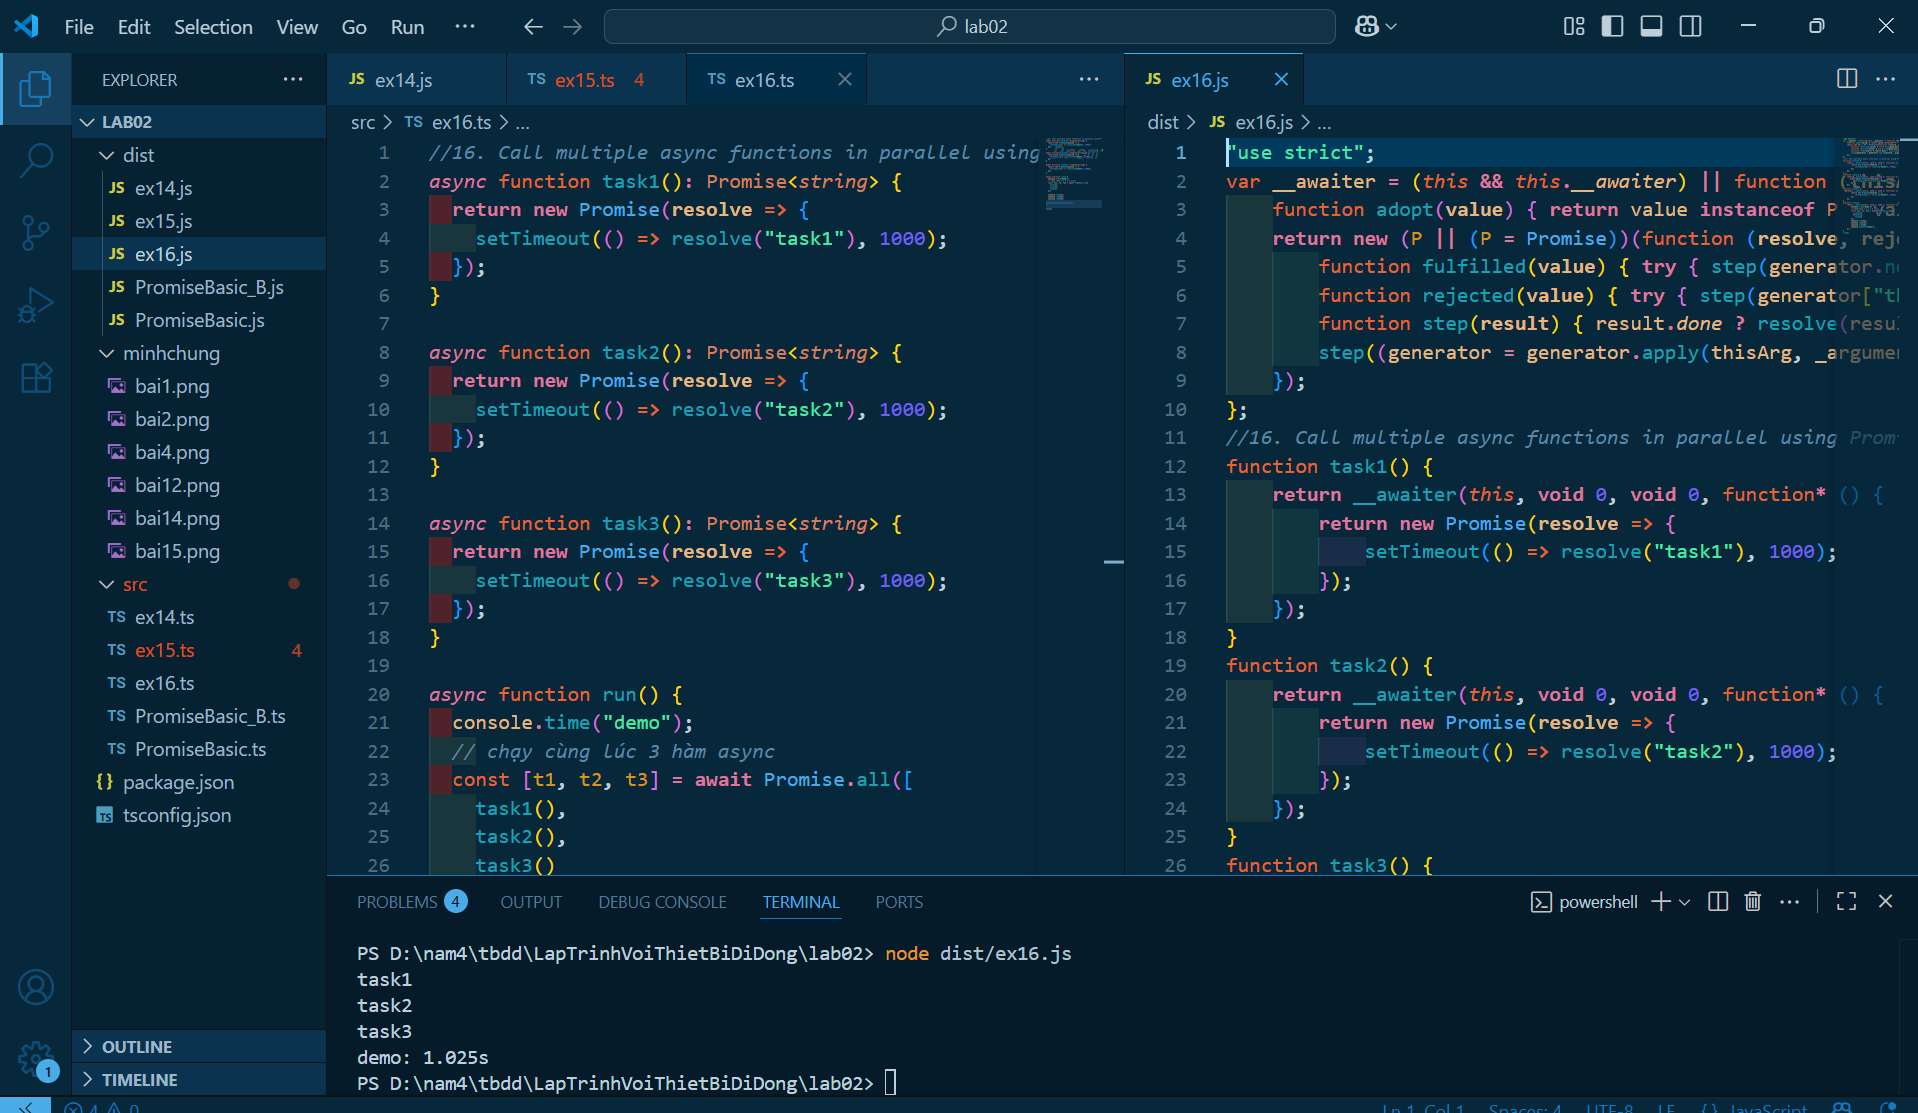 File Edit Selection View Go Run ··· lab02
EXPLORER ···
LAB02
dist
JS ex14.js
JS ex15.js
JS ex16.js
JS PromiseBasic_B.js
JS PromiseBasic.js
minhchung
bai1.png
bai2.png
bai4.png
bai12.png
bai14.png
bai15.png
src
TS ex14.ts
TS ex15.ts 4
TS ex16.ts
TS PromiseBasic_B.ts
TS PromiseBasic.ts
{} package.json
TS tsconfig.json
OUTLINE
TIMELINE
1
JS ex14.js TS ex15.ts 4 TS ex16.ts ···
src > TS ex16.ts > ...
1 //16. Call multiple async functions in parallel using
2 async function task1(): Promise<string> {
3 return new Promise(resolve => {
4 setTimeout(() => resolve("task1"), 1000);
5 });
6 }
7
8 async function task2(): Promise<string> {
9 return new Promise(resolve => {
10 setTimeout(() => resolve("task2"), 1000);
11 });
12 }
13
14 async function task3(): Promise<string> {
15 return new Promise(resolve => {
16 setTimeout(() => resolve("task3"), 1000);
17 });
18 }
19
20 async function run() {
21 console.time("demo");
22 // chạy cùng lúc 3 hàm async
23 const [t1, t2, t3] = await Promise.all([
24 task1(),
25 task2(),
26 task3()
JS ex16.js ···
dist > JS ex16.js > ...
1 "use strict";
2 var __awaiter = (this && this.__awaiter) || function (thisA
3 function adopt(value) { return value instanceof P
4 return new (P || (P = Promise))(function (resolve, reje
5 function fulfilled(value) { try { step(generator.ne
6 function rejected(value) { try { step(generator["th
7 function step(result) { result.done ? resolve(resul
8 step((generator = generator.apply(thisArg, _argumen
9 });
10 };
11 //16. Call multiple async functions in parallel using Prom
12 function task1() {
13 return __awaiter(this, void 0, void 0, function* () {
14 return new Promise(resolve => {
15 setTimeout(() => resolve("task1"), 1000);
16 });
17 });
18 }
19 function task2() {
20 return __awaiter(this, void 0, void 0, function* () {
21 return new Promise(resolve => {
22 setTimeout(() => resolve("task2"), 1000);
23 });
24 });
25 }
26 function task3() {
PROBLEMS 4 OUTPUT DEBUG CONSOLE TERMINAL PORTS powershell ···
PS D:\nam4\tbdd\LapTrinhVoiThietBiDiDong\lab02> node dist/ex16.js
task1
task2
task3
demo: 1.025s
PS D:\nam4\tbdd\LapTrinhVoiThietBiDiDong\lab02>
4 0 Ln 1, Col 1 Spaces: 4 UTF-8 LF {} JavaScript